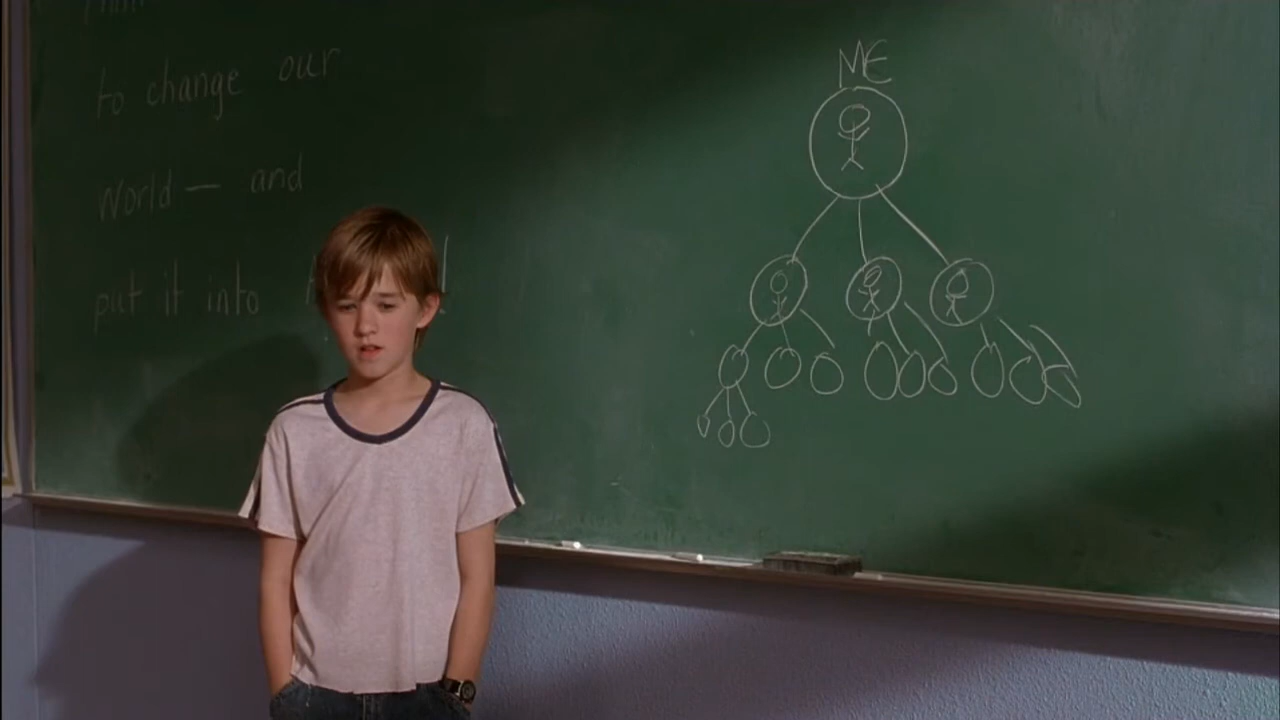 to change our
World — and
put it into
ME